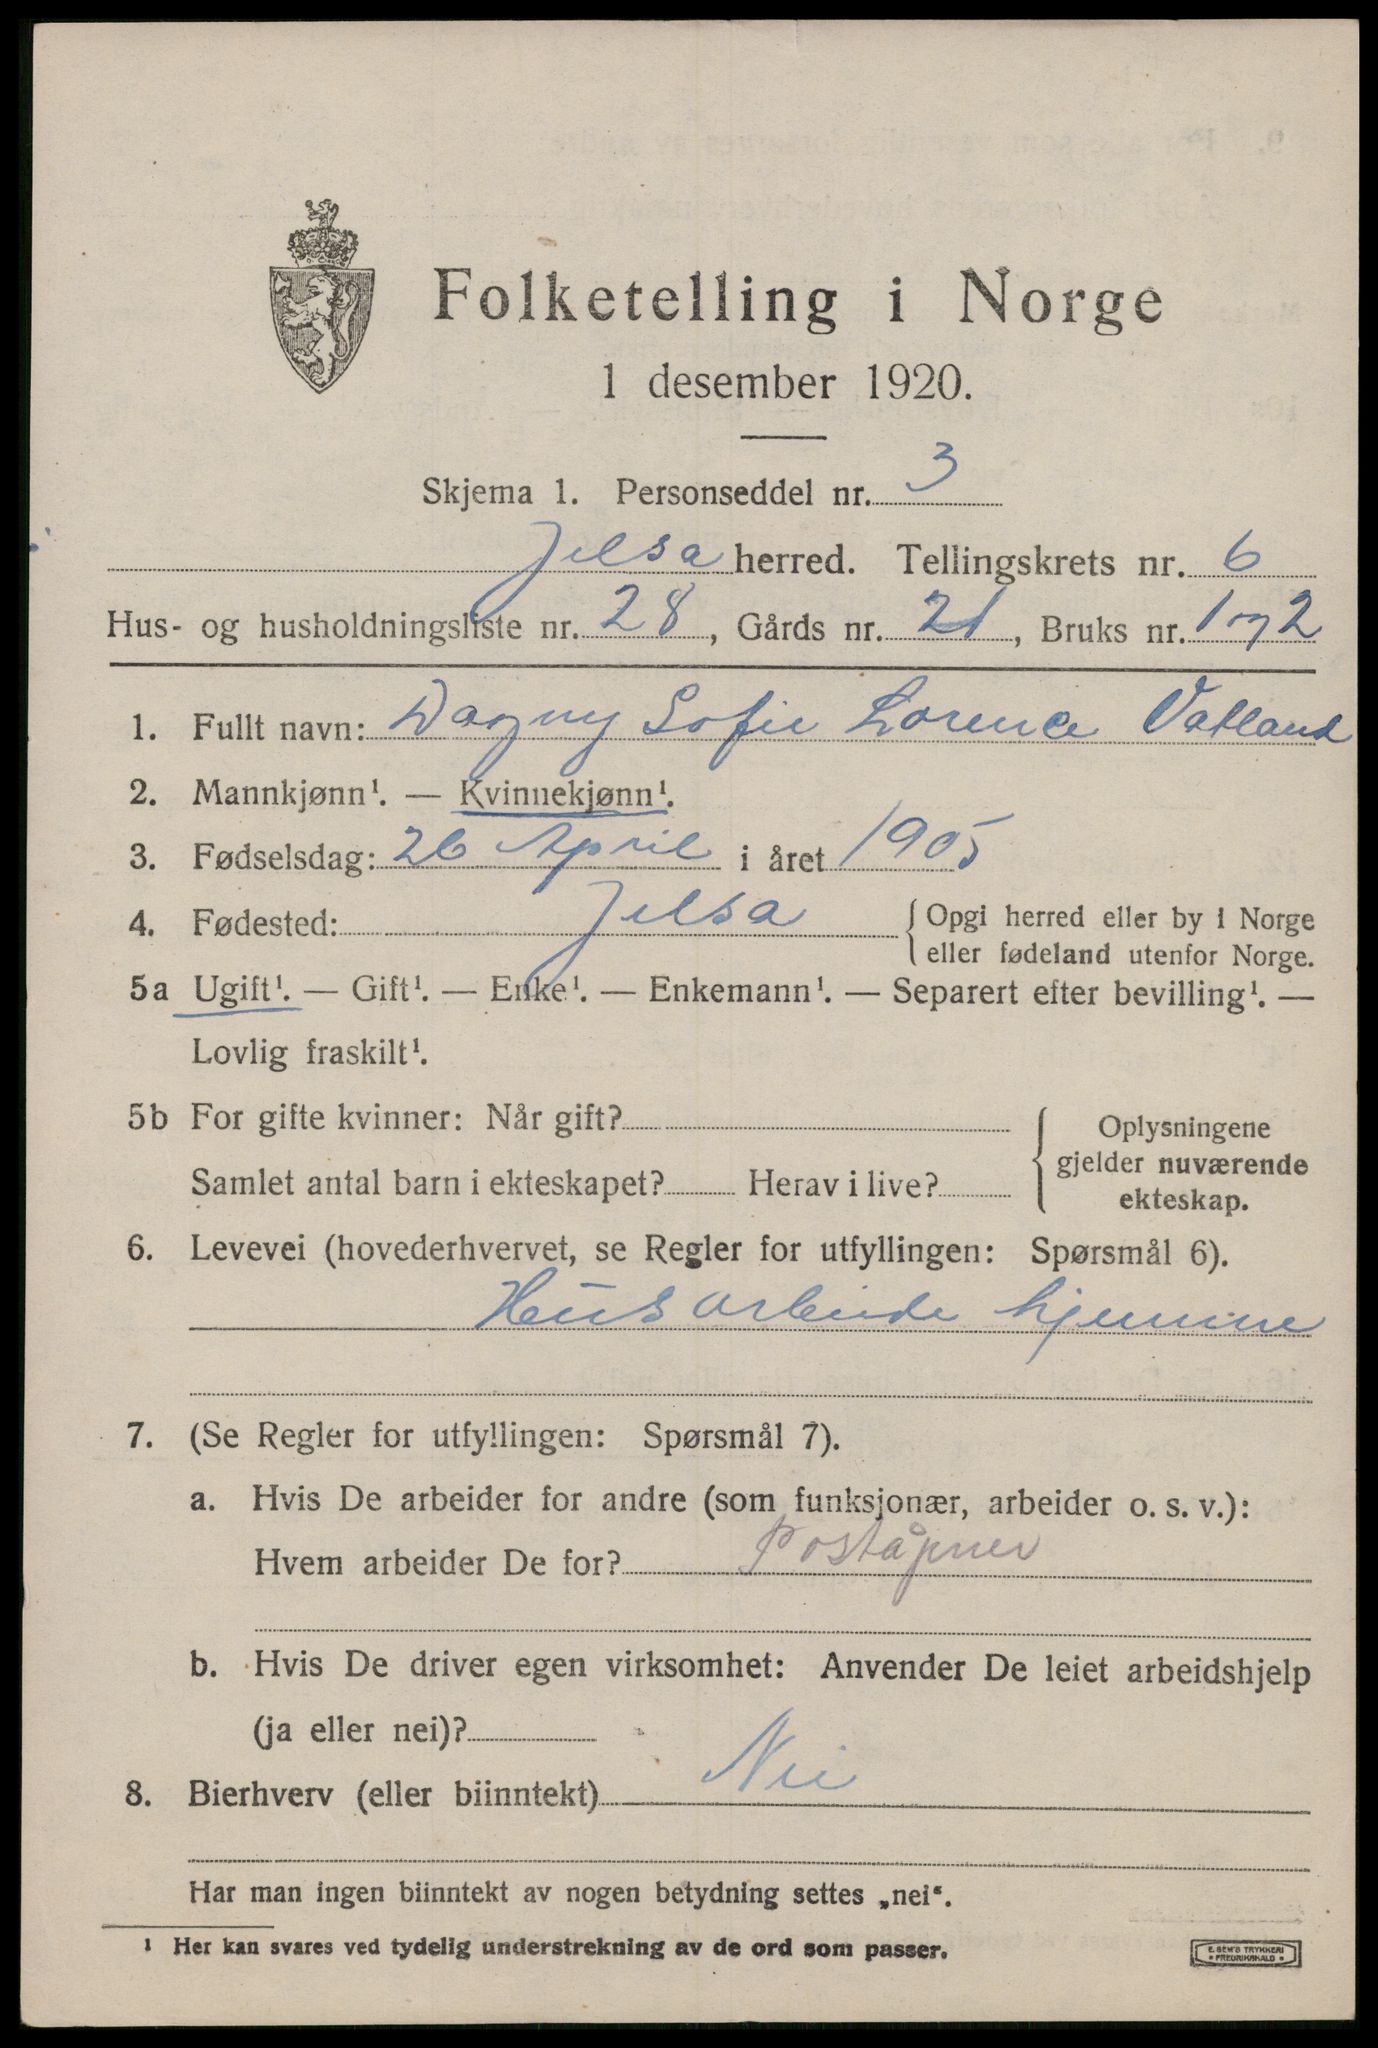 Folketelling i Norge
1 desember 1920.
Skjema 1. Personseddel nr. 3
Jelsa herred. Tellingskrets nr. 6
Hus- og husholdningsliste nr. 28, Gårds nr. 21, Bruks nr. 1 og 2
1. Fullt navn: Dagny Sofie Lorence Vatland
2. Mannkjønn¹. — Kvinnekjønn¹.
3. Fødselsdag: 26 April i året 1905
4. Fødested: Jelsa { Opgi herred eller by i Norge
eller fødeland utenfor Norge.
5a Ugift¹. — Gift¹. — Enke¹. — Enkemann¹. — Separert efter bevilling¹. —
Lovlig fraskilt¹.
5b For gifte kvinner: Når gift?
Samlet antal barn i ekteskapet? Herav i live?
Oplysningene
gjelder nuværende
ekteskap.
6. Levevei (hovederhvervet, se Regler for utfyllingen: Spørsmål 6).
Husarbeide hjemme
7. (Se Regler for utfyllingen: Spørsmål 7).
a. Hvis De arbeider for andre (som funksjonær, arbeider o. s. v.):
Hvem arbeider De for? Poståpner
b. Hvis De driver egen virksomhet: Anvender De leiet arbeidshjelp
(ja eller nei)?
8. Bierhverv (eller biinntekt) Nei
Har man ingen biinntekt av nogen betydning settes „nei“.
¹ Her kan svares ved tydelig understrekning av de ord som passer.
E. SEM'S TRYKKERI
* FREDRIKSHALD *